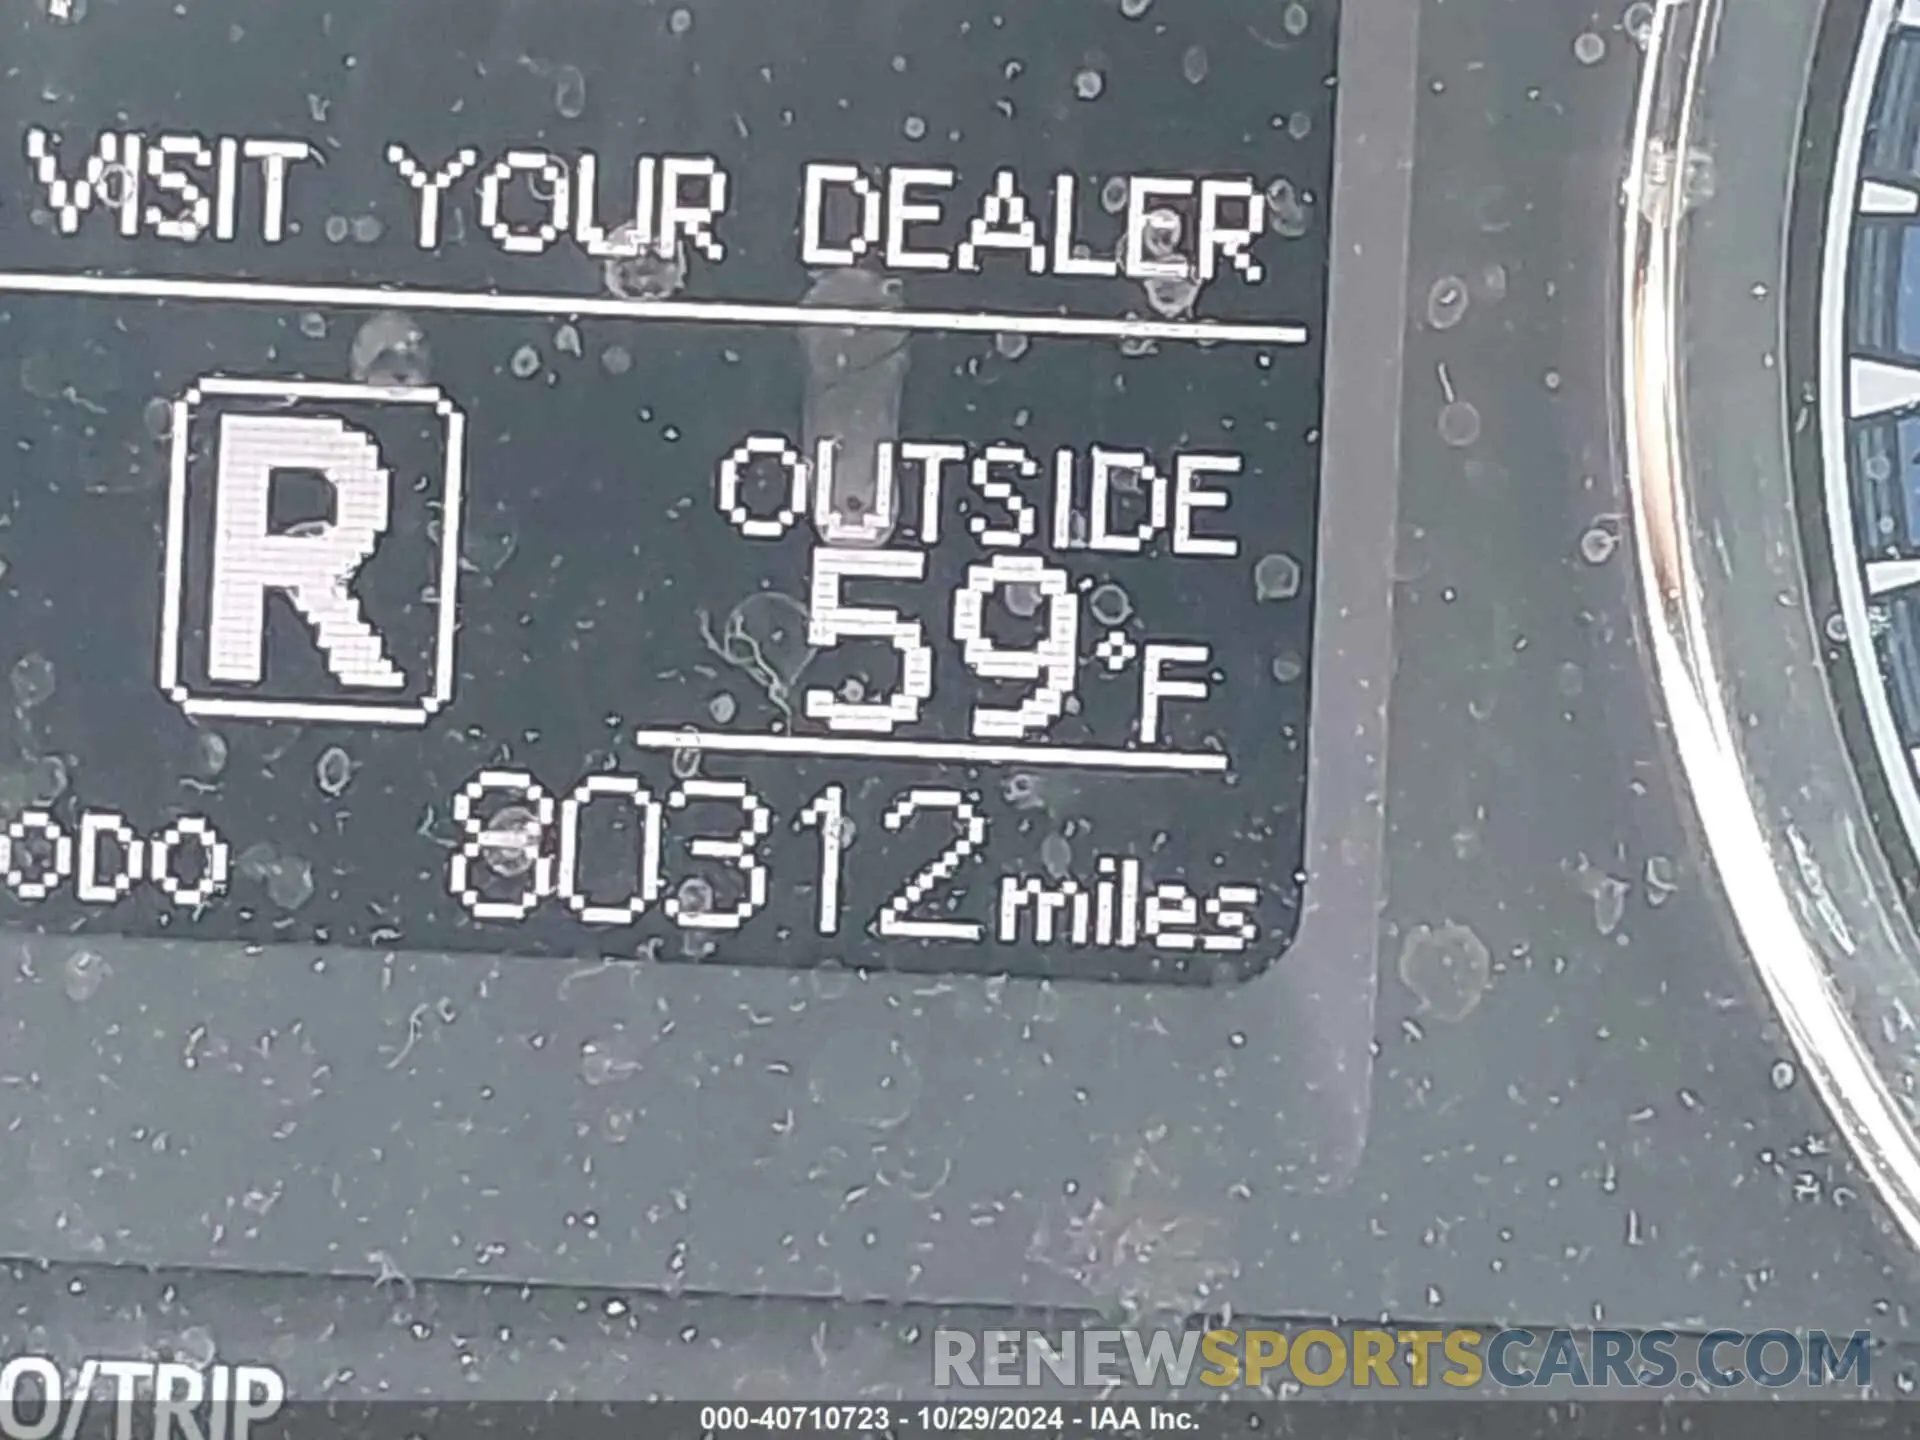 VISIT YOUR DEALER
R
OUTSIDE
59°F
ODO 80312 miles
O/TRIP
RENEWSPORTSCARS.COM
000-40710723 - 10/29/2024 - IAA Inc.